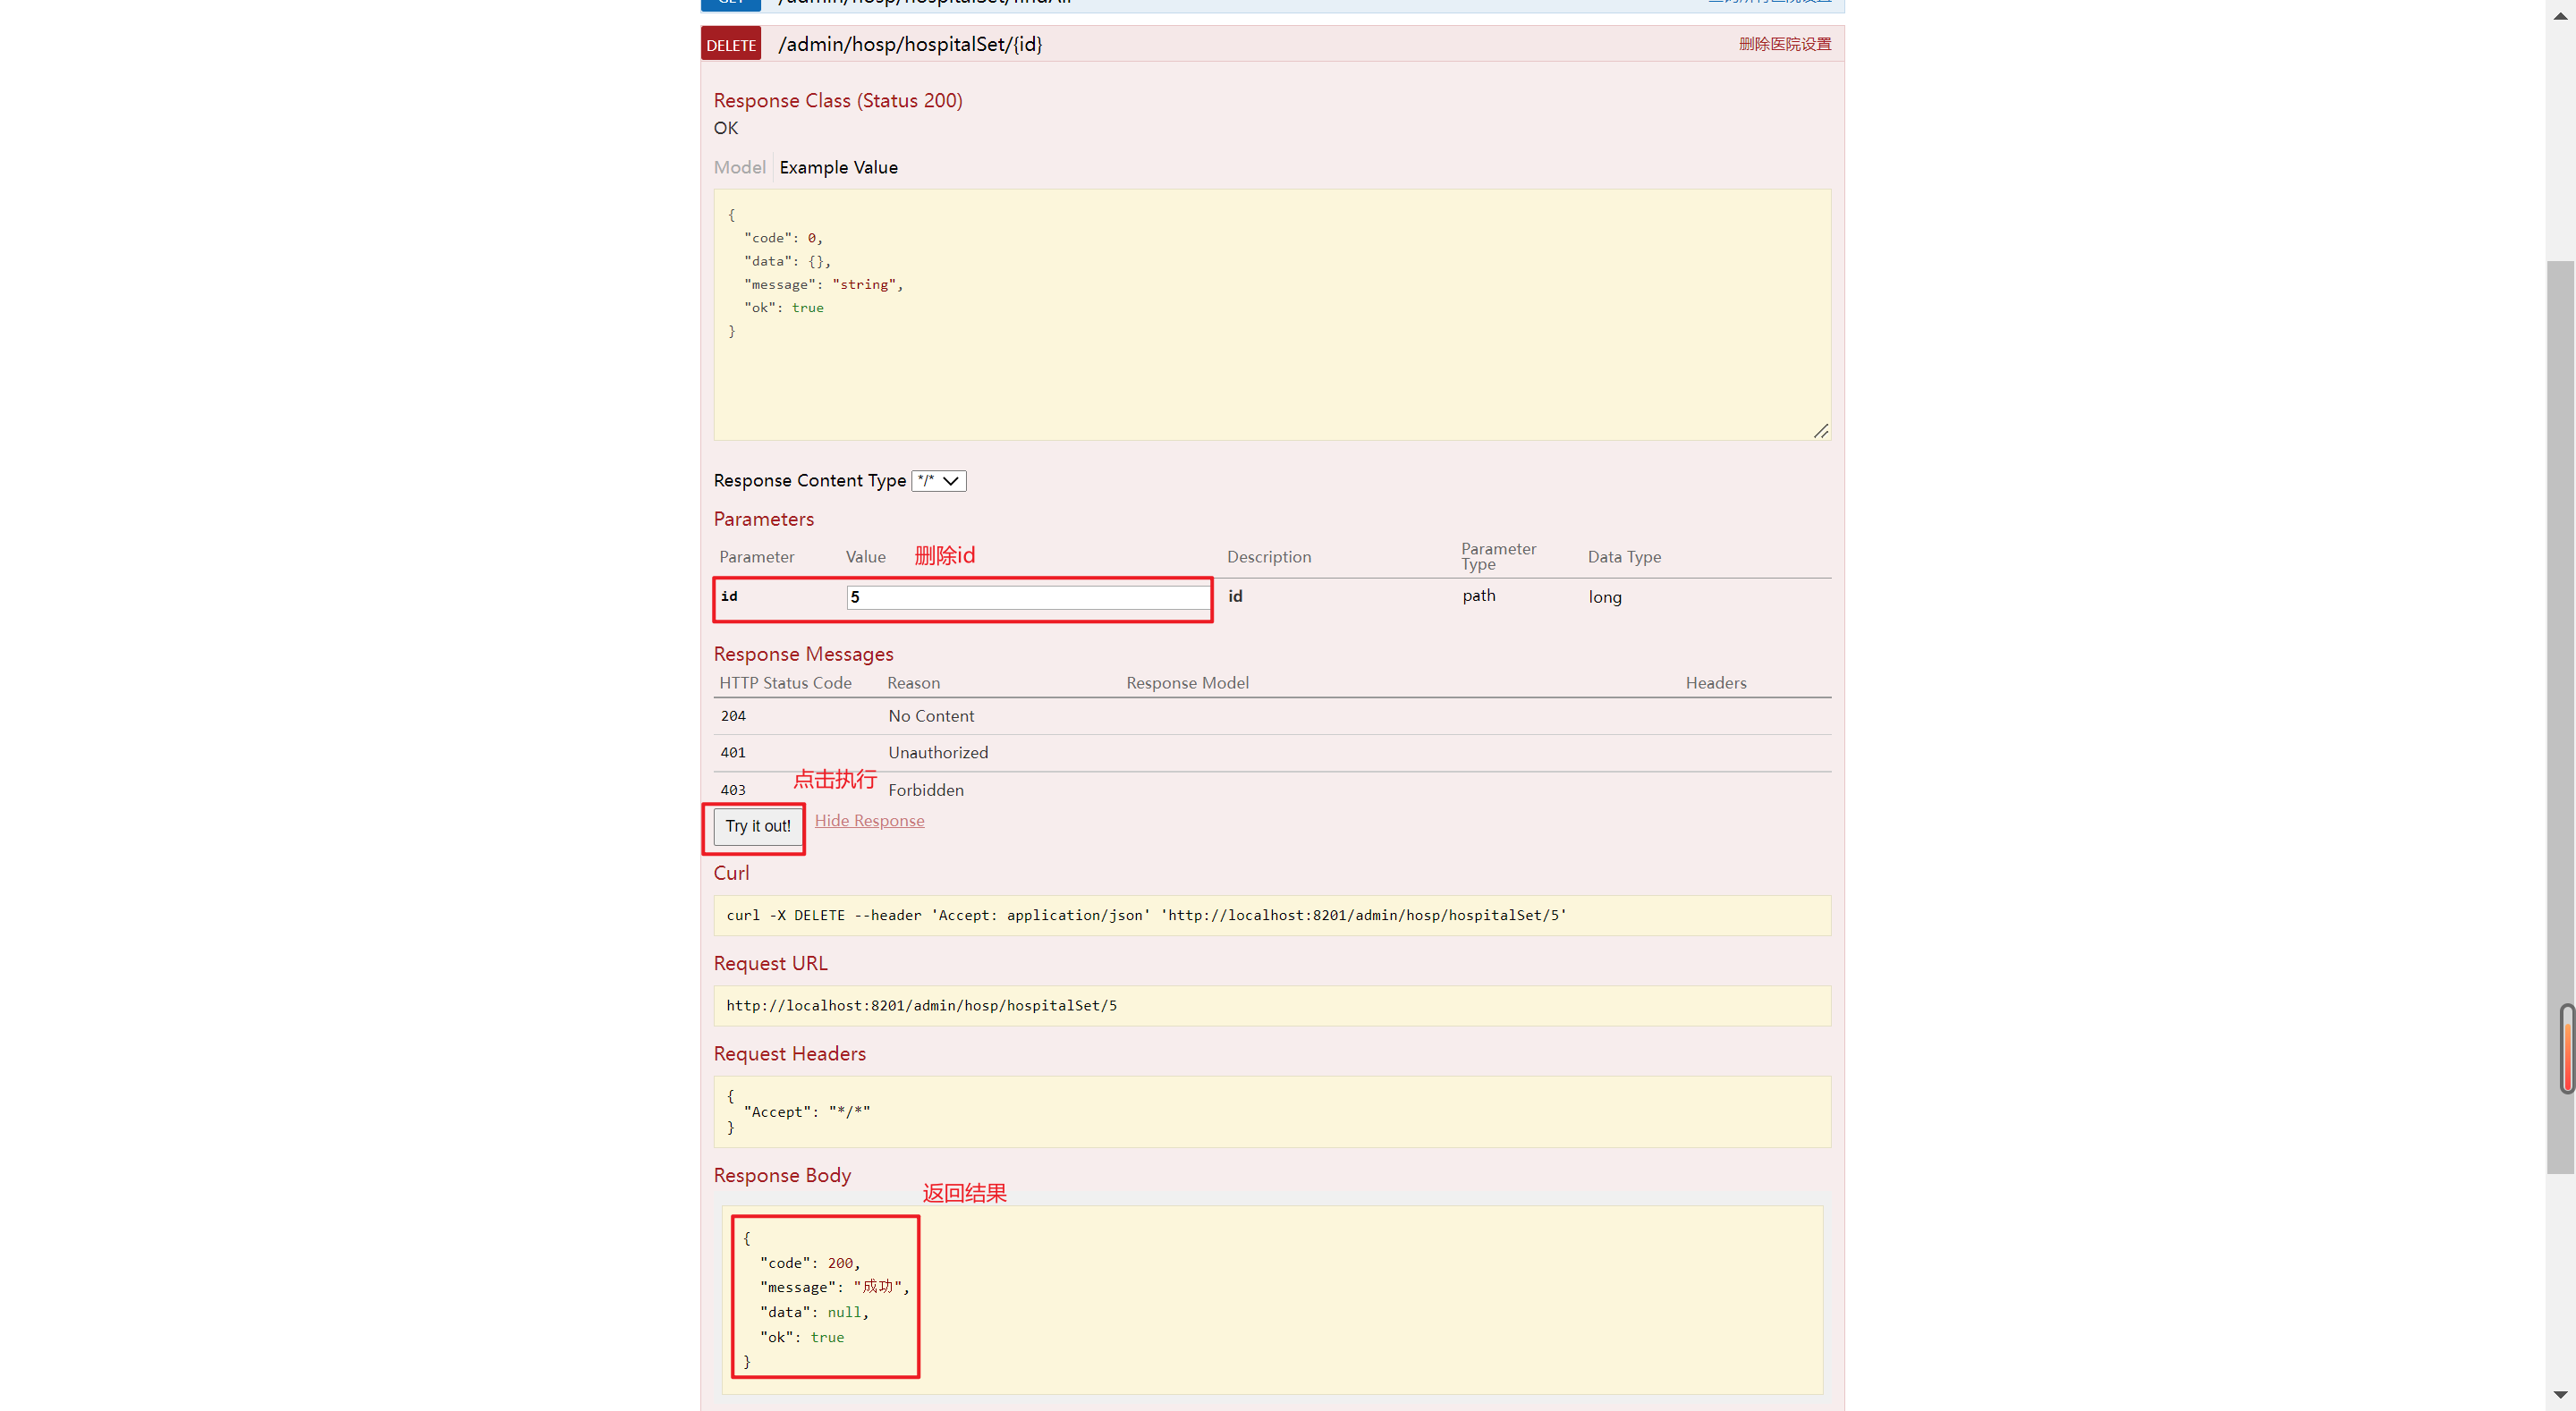 DELETE /admin/hosp/hospitalSet/{id} 删除医院设置
Response Class (Status 200)
OK
Model Example Value
{
"code": 0,
"data": {},
"message": "string",
"ok": true
}
Response Content Type */*
Parameters
Parameter Value 删除id Description Parameter Type Data Type
id 5 id path long
Response Messages
HTTP Status Code Reason Response Model Headers
204 No Content
401 Unauthorized
点击执行
403 Forbidden
Try it out! Hide Response
Curl
curl -X DELETE --header 'Accept: application/json' 'http://localhost:8201/admin/hosp/hospitalSet/5'
Request URL
http://localhost:8201/admin/hosp/hospitalSet/5
Request Headers
{
"Accept": "*/*"
}
Response Body
返回结果
{
"code": 200,
"message": "成功",
"data": null,
"ok": true
}